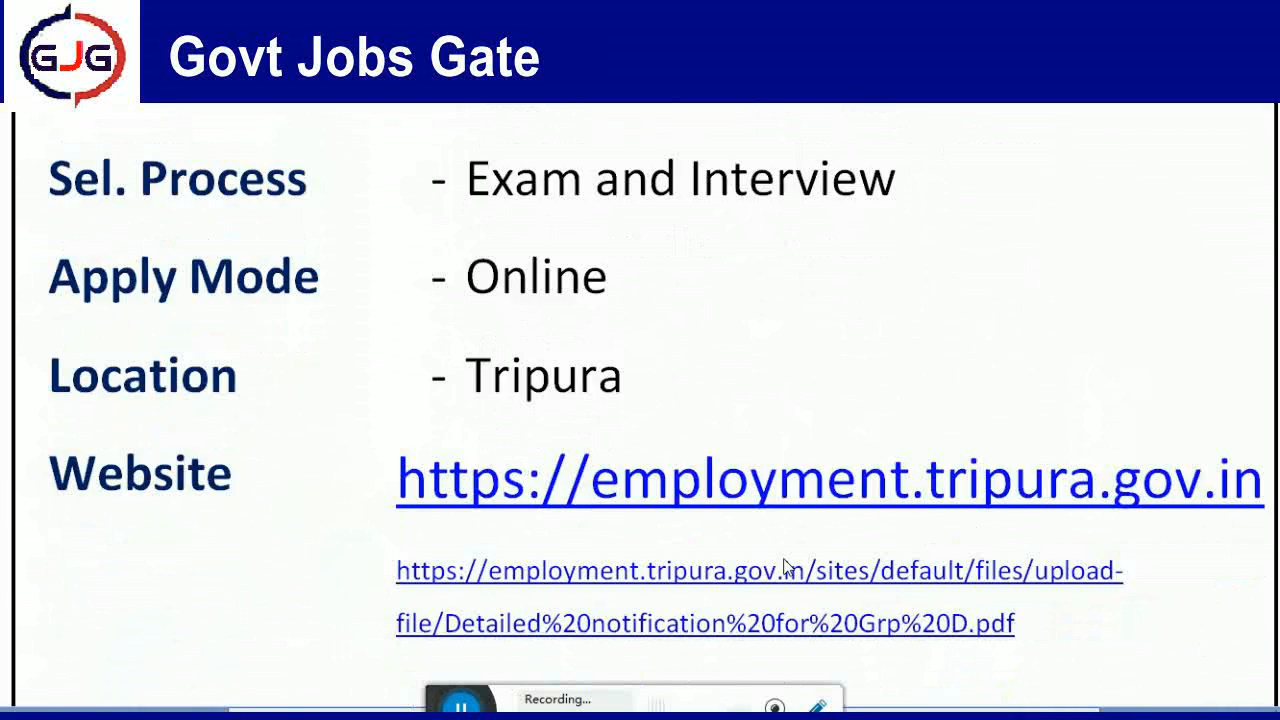 GJG
Govt Jobs Gate
Sel. Process - Exam and Interview
Apply Mode - Online
Location - Tripura
Website https://employment.tripura.gov.in
https://employment.tripura.gov.in/sites/default/files/upload-
file/Detailed%20notification%20for%20Grp%20D.pdf
Recording...